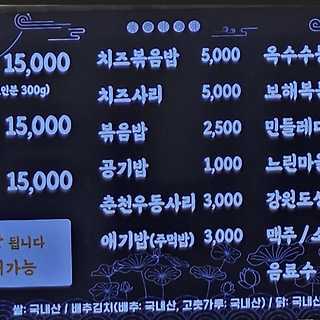 15,000
인분 300g)
15,000
15,000
됩니다
가능
치즈볶음밥 5,000
치즈사리 5,000
볶음밥 2,500
공기밥 1,000
춘천우동사리 3,000
애기밥(주먹밥) 3,000
옥수수
보해복
민들레
느린마
강원도
맥주 / 소
음료수
쌀: 국내산 / 배추김치(배추: 국내산, 고춧가루: 국내산) / 닭: 국내